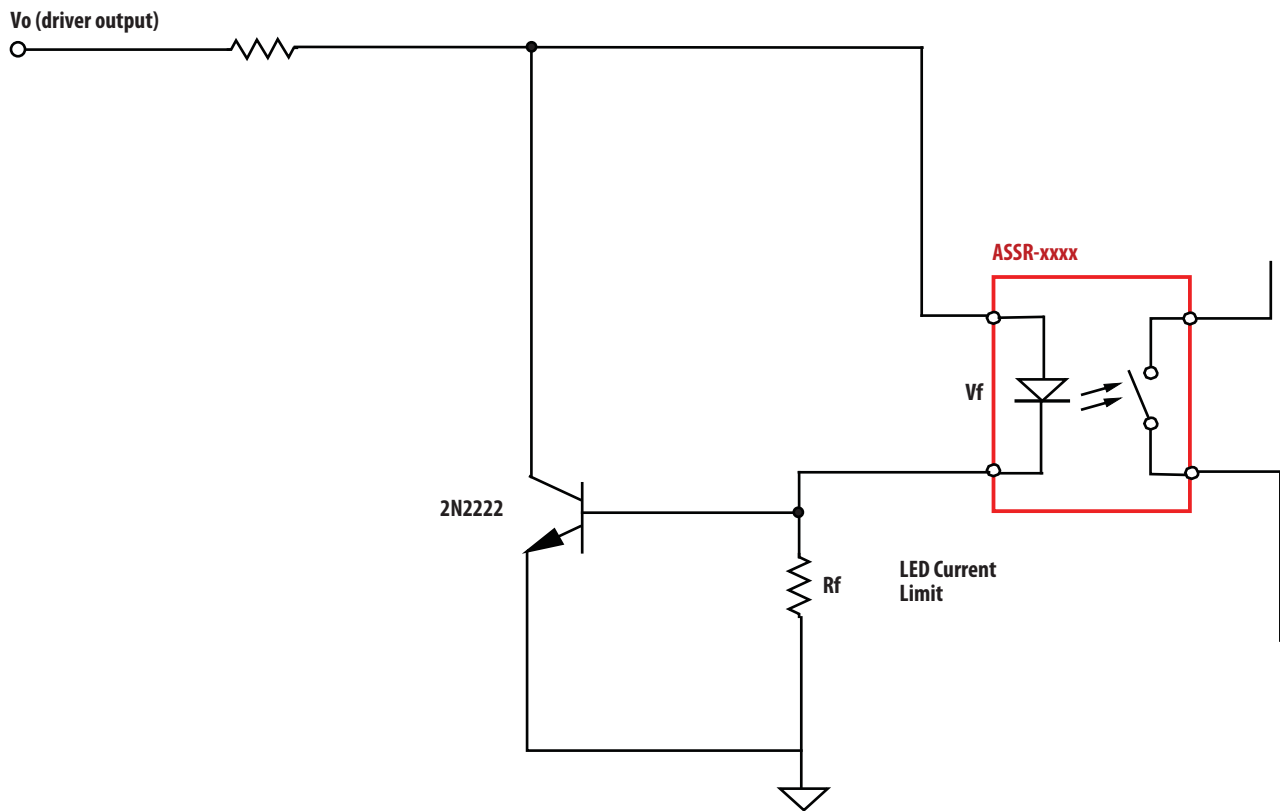 Vo (driver output)
ASSR-xxxx
Vf
2N2222
Rf
LED Current
Limit